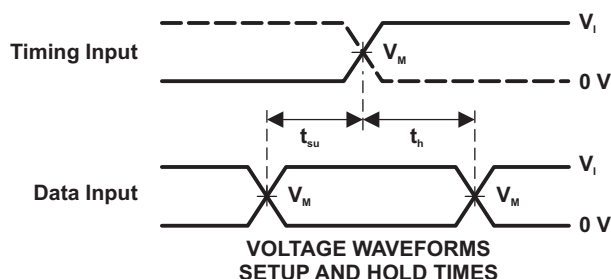 V_I
Timing Input
V_M
0 V
t_su
t_h
V_I
Data Input
V_M
V_M
0 V
VOLTAGE WAVEFORMS
SETUP AND HOLD TIMES